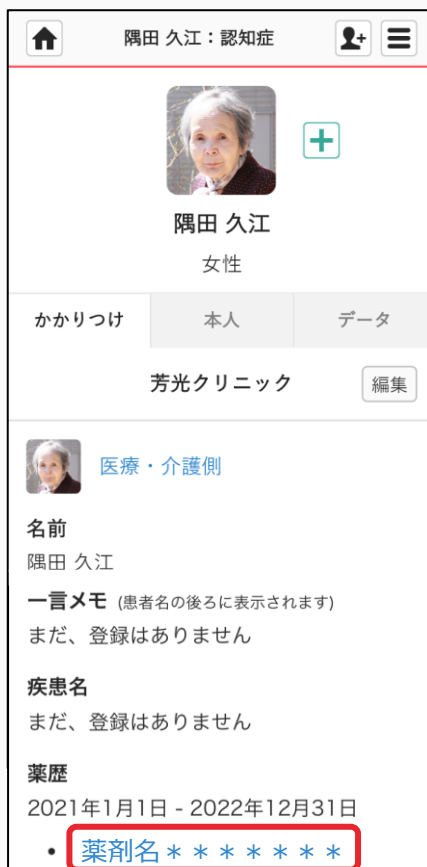 隅田 久江：認知症
隅田 久江
女性
かかりつけ
本人
データ
芳光クリニック
編集
医療・介護側
名前
隅田 久江
一言メモ (患者名の後ろに表示されます)
まだ、登録はありません
疾患名
まだ、登録はありません
薬歴
2021年1月1日 - 2022年12月31日
• 薬剤名＊＊＊＊＊＊＊